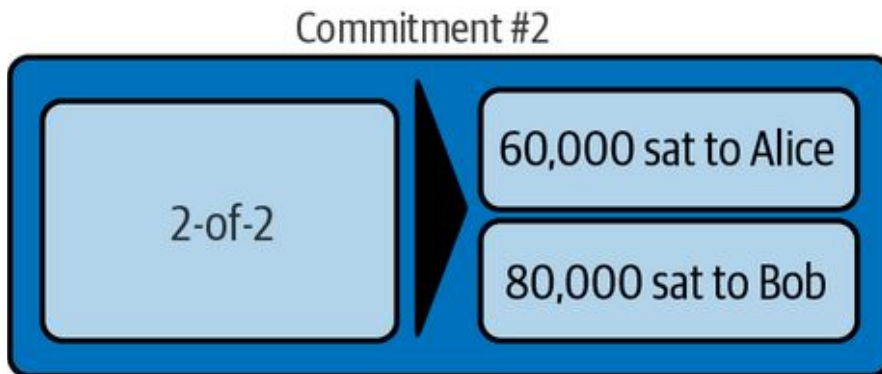 Commitment #2
2-of-2
60,000 sat to Alice
80,000 sat to Bob